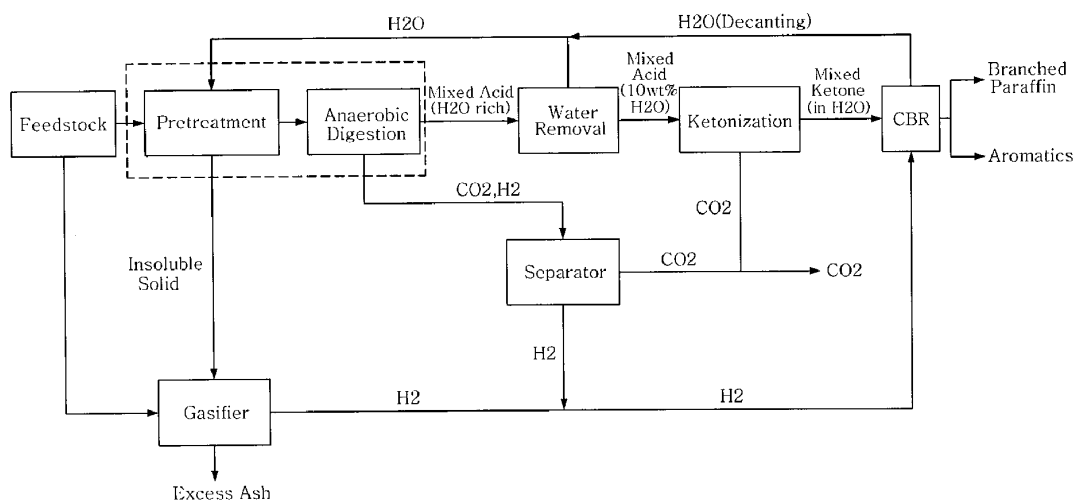 H2O
H2O(Decanting)
Mixed Acid
(H2O rich)
Mixed
Acid
(10wt%
H2O)
Mixed
Ketone
(in H2O)
Branched
Paraffin
Feedstock
Pretreatment
Anaerobic
Digestion
Water
Removal
Ketonization
CBR
Aromatics
CO2,H2
CO2
Insoluble
Solid
Separator
CO2
CO2
H2
Gasifier
H2
H2
Excess Ash